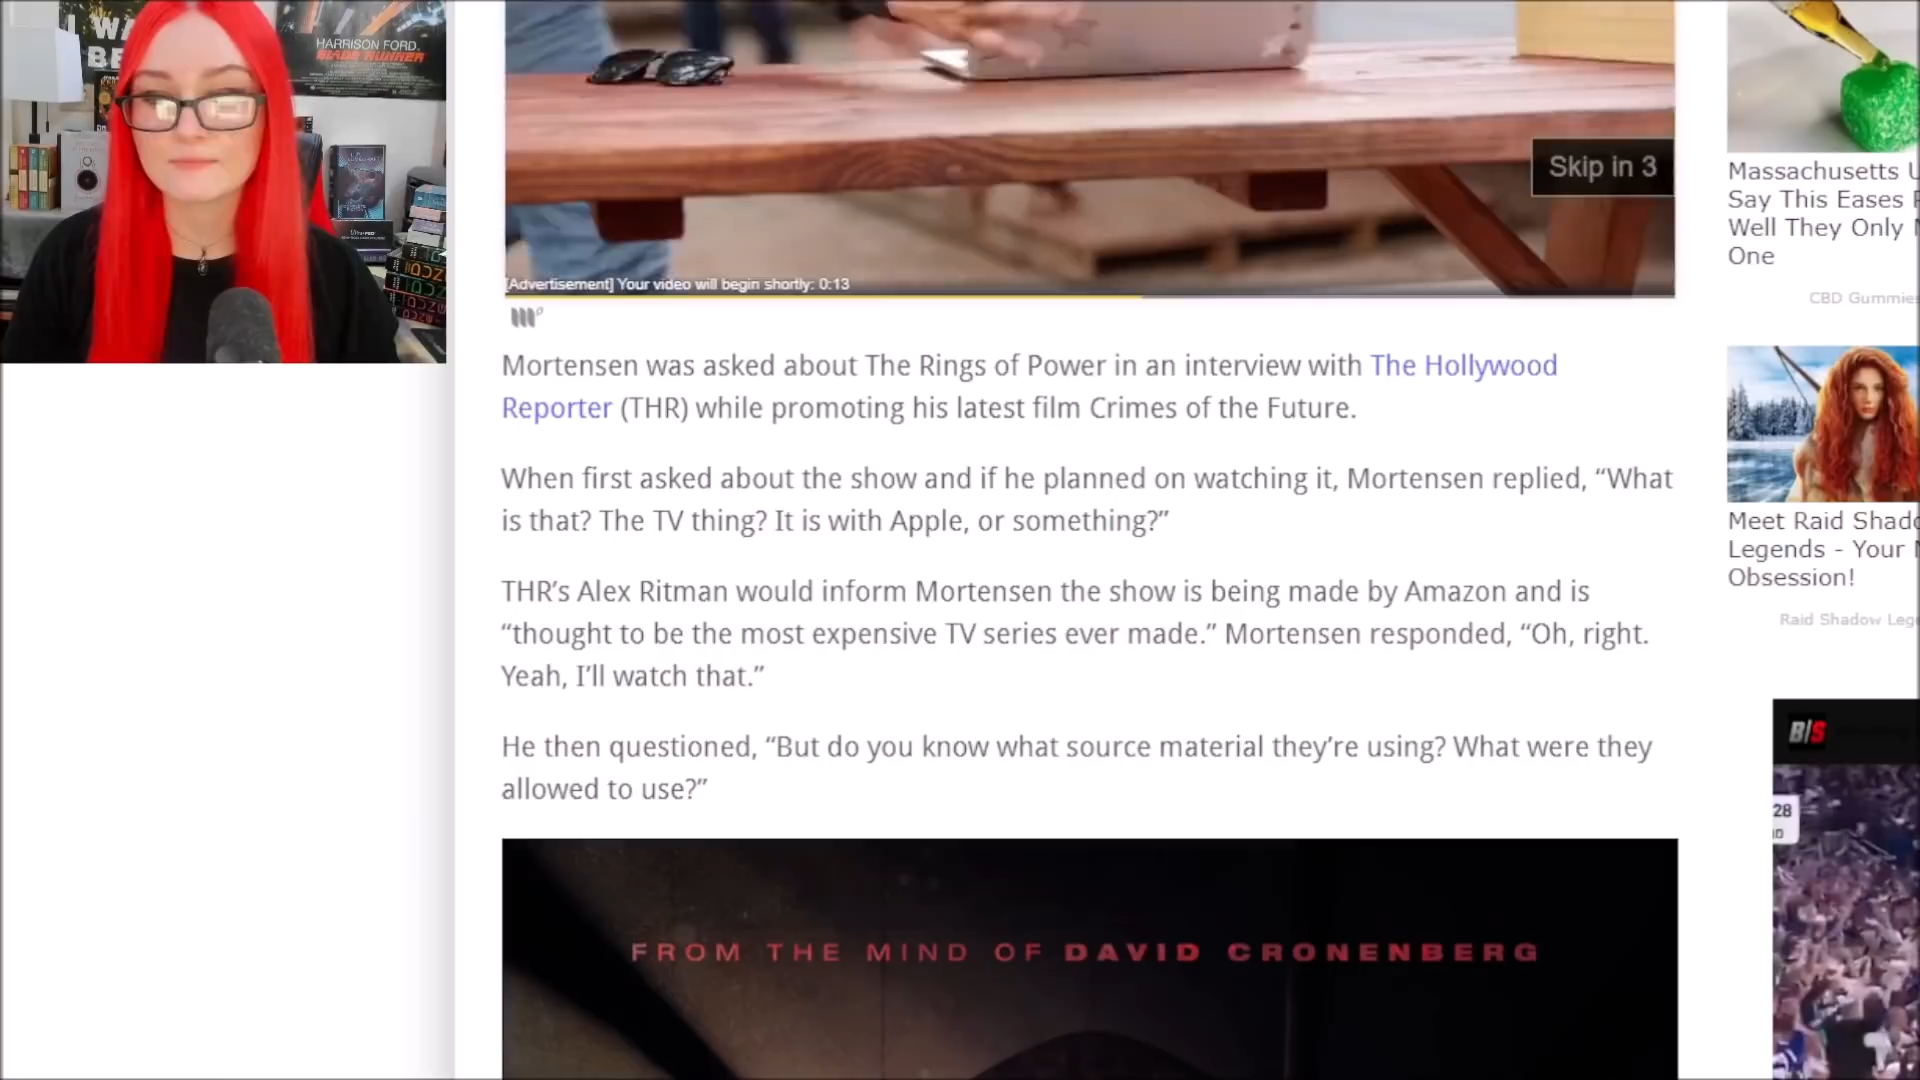 WA
BE
HARRISON FORD.
BLADE RUNNER
Skip in 3
[Advertisement] Your video will begin shortly: 0:13
Mortensen was asked about The Rings of Power in an interview with The Hollywood
Reporter (THR) while promoting his latest film Crimes of the Future.
When first asked about the show and if he planned on watching it, Mortensen replied, “What
is that? The TV thing? It is with Apple, or something?”
THR’s Alex Ritman would inform Mortensen the show is being made by Amazon and is
“thought to be the most expensive TV series ever made.” Mortensen responded, “Oh, right.
Yeah, I’ll watch that.”
He then questioned, “But do you know what source material they’re using? What were they
allowed to use?”
FROM THE MIND OF DAVID CRONENBERG
Massachusetts U
Say This Eases
Well They Only
One
CBD Gummies
Meet Raid Shado
Legends - Your
Obsession!
Raid Shadow Lege
B|S
28